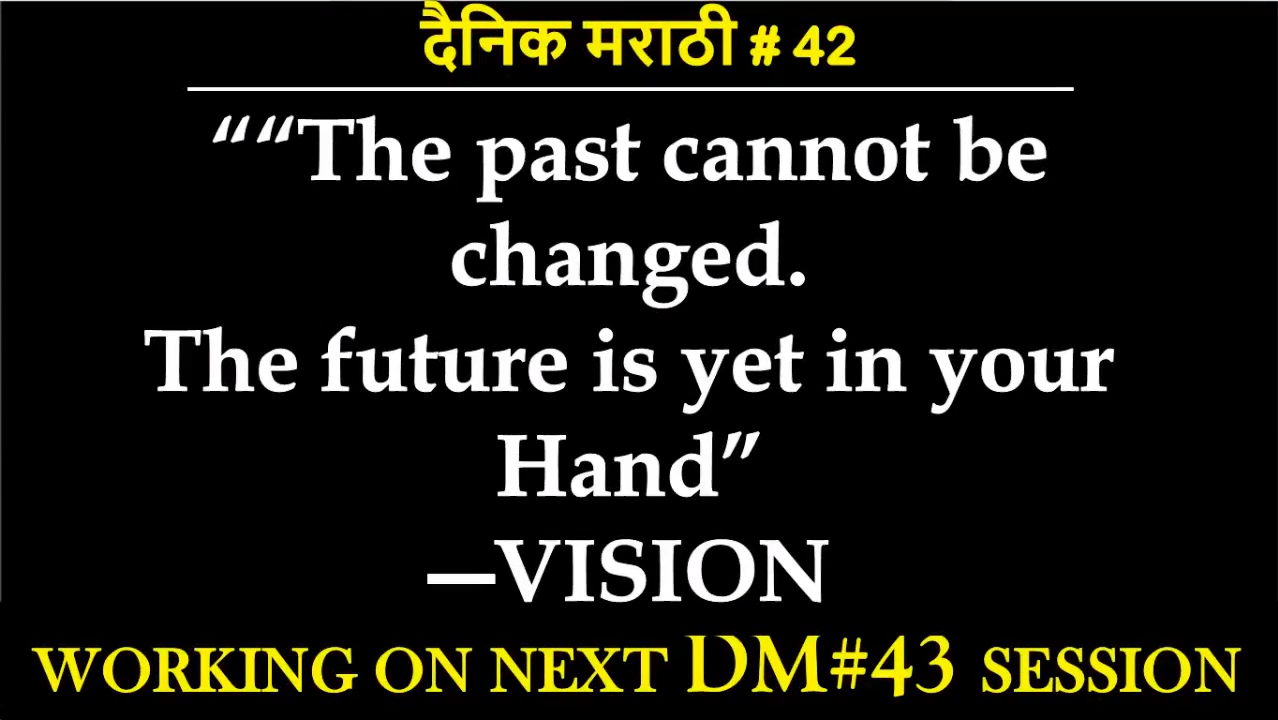 दैनिक मराठी # 42
““The past cannot be
changed.
The future is yet in your
Hand”
—VISION
WORKING ON NEXT DM#43 SESSION